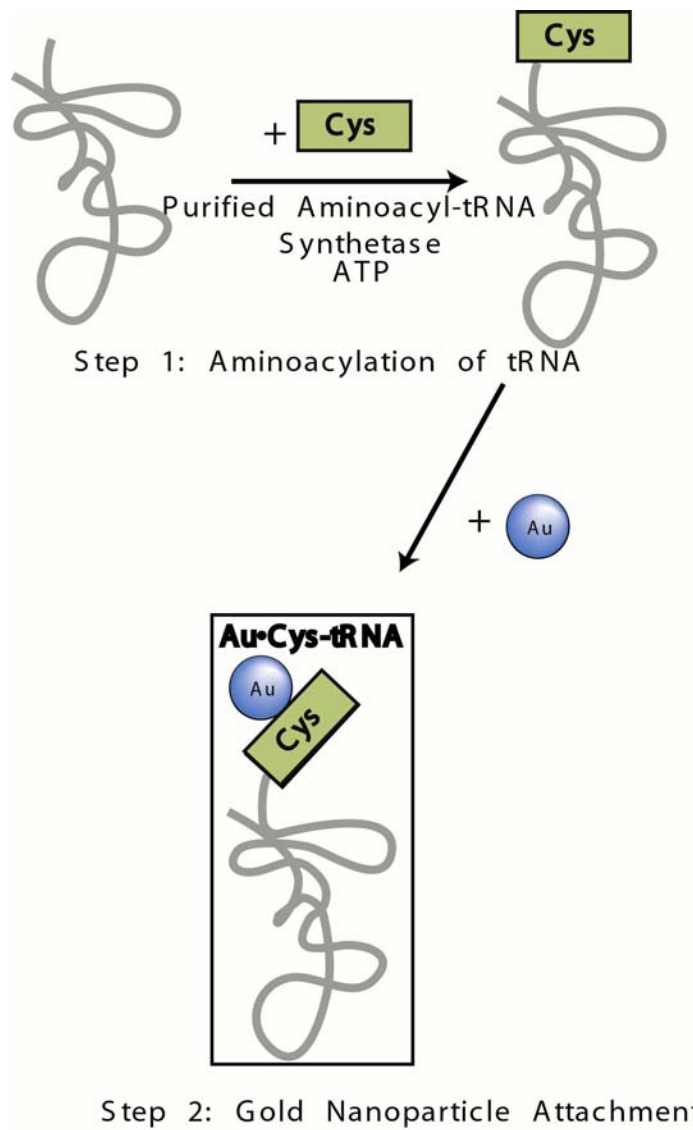 Cys
+ Cys
Purified Aminoacyl-tRNA
Synthetase
ATP
Step 1: Aminoacylation of tRNA
+ Au
Au•Cys-tRNA
Au
Cys
Step 2: Gold Nanoparticle Attachment